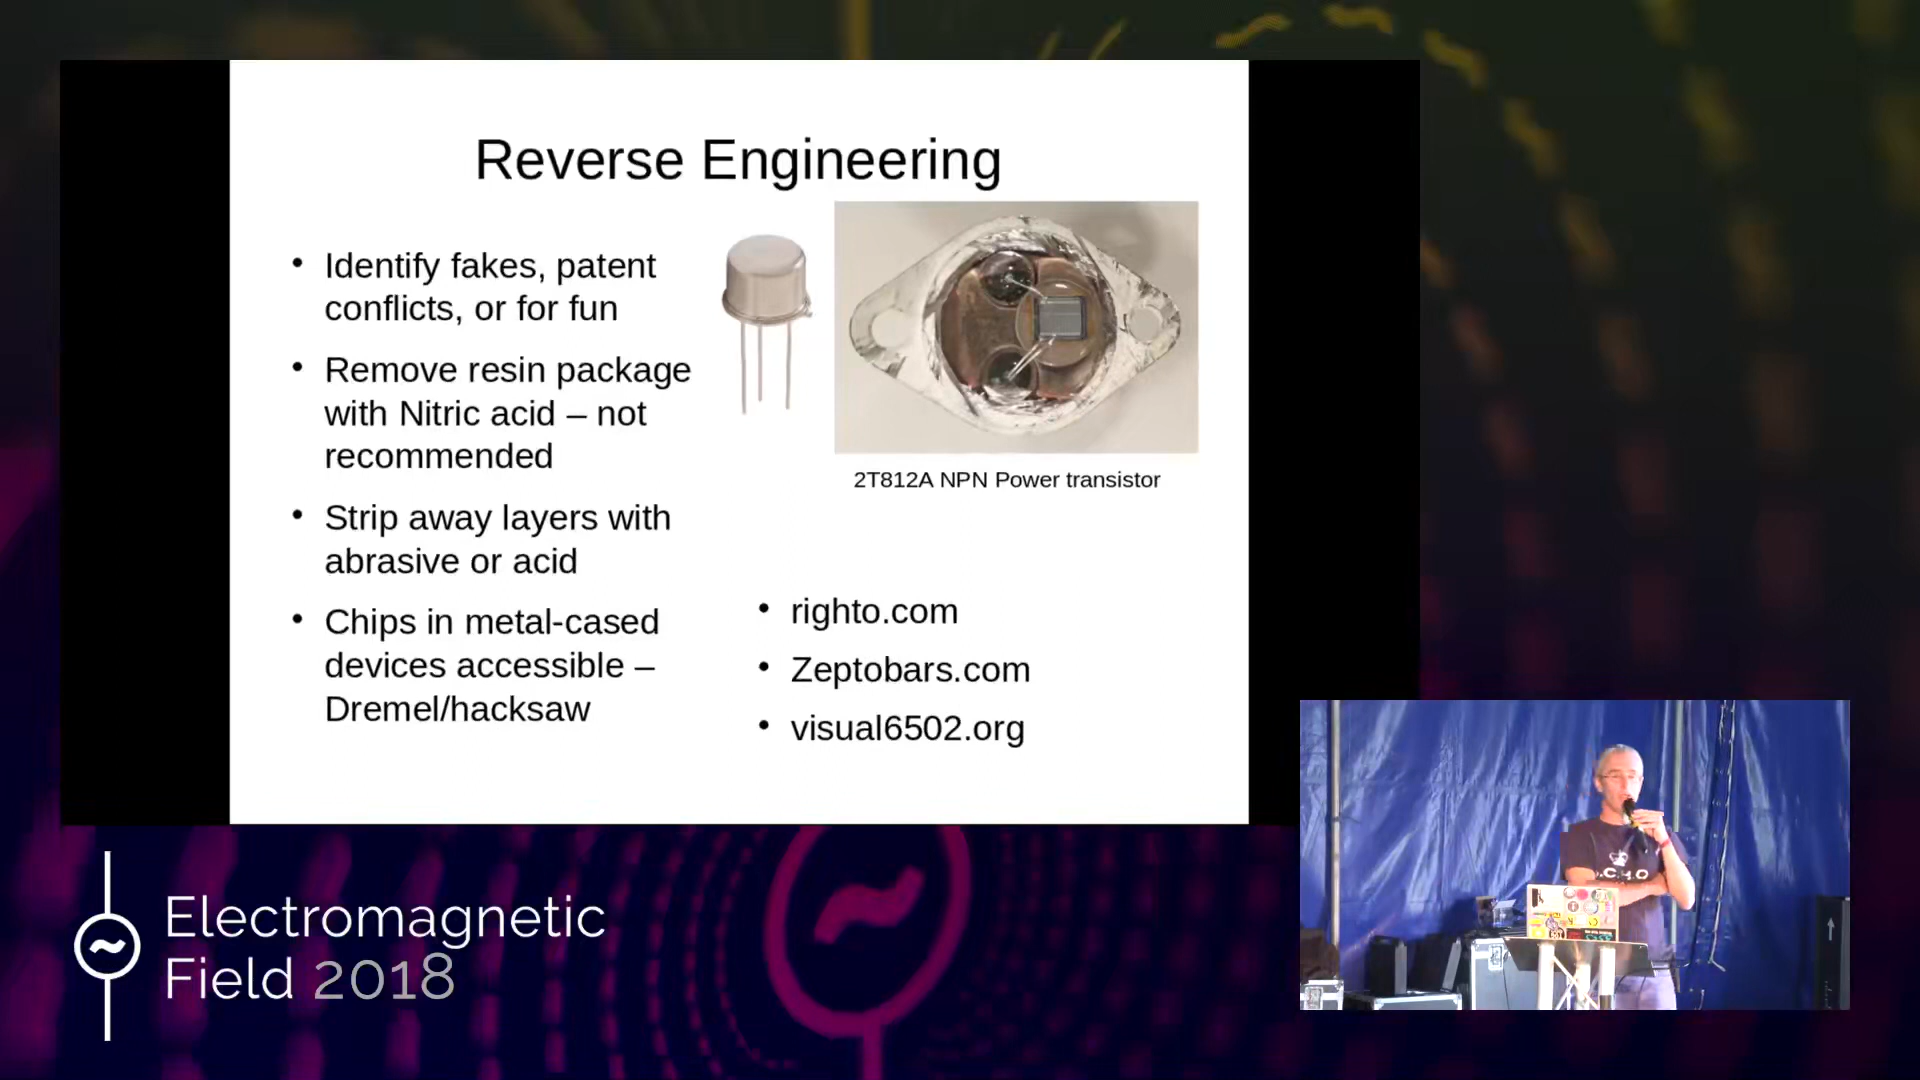 Reverse Engineering
• Identify fakes, patent
conflicts, or for fun
• Remove resin package
with Nitric acid – not
recommended
• Strip away layers with
abrasive or acid
• Chips in metal-cased
devices accessible –
Dremel/hacksaw
2T812A NPN Power transistor
• righto.com
• Zeptobars.com
• visual6502.org
Electromagnetic
Field 2018